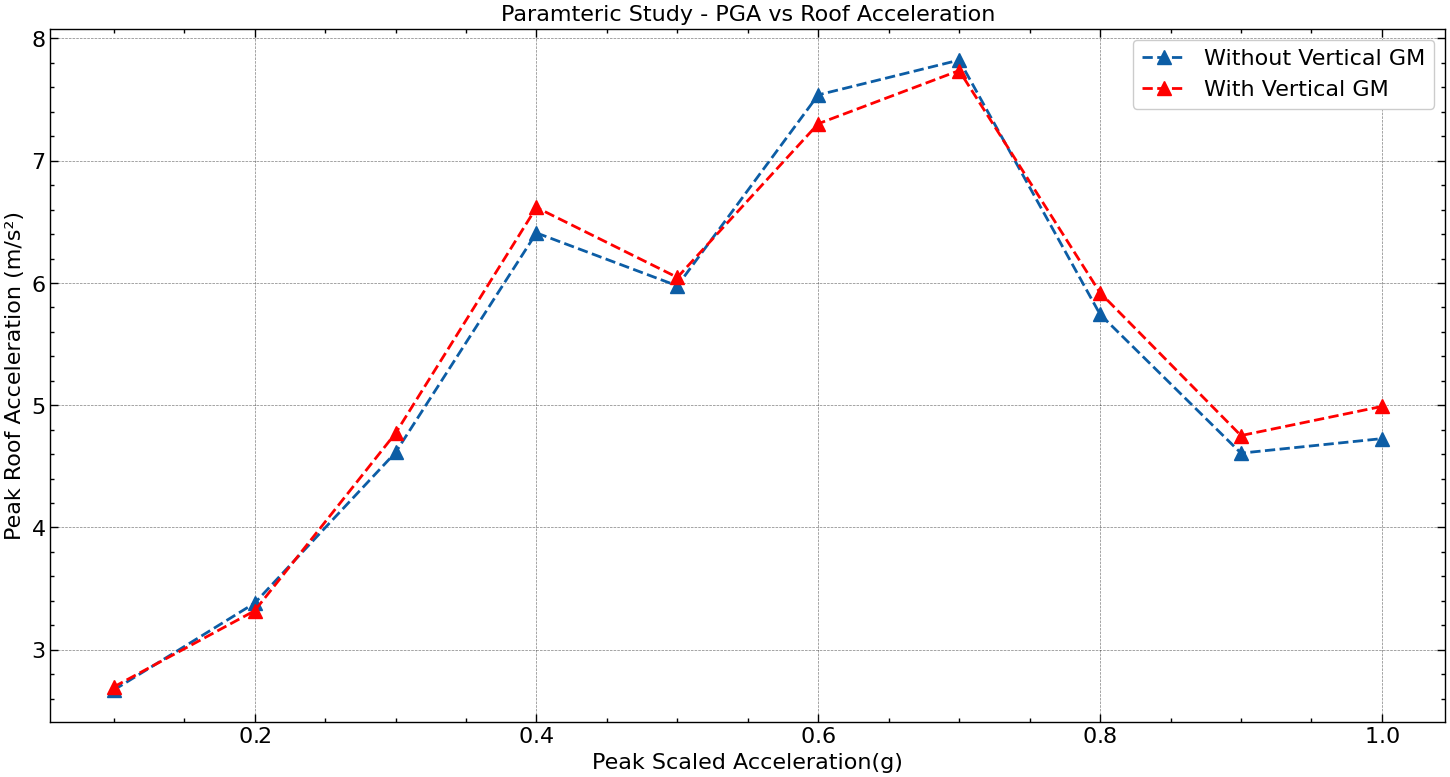 Paramteric Study - PGA vs Roof Acceleration
Without Vertical GM
With Vertical GM
Peak Roof Acceleration (m/s²)
8
7
6
5
4
3
0.2 0.4 0.6 0.8 1.0
Peak Scaled Acceleration(g)